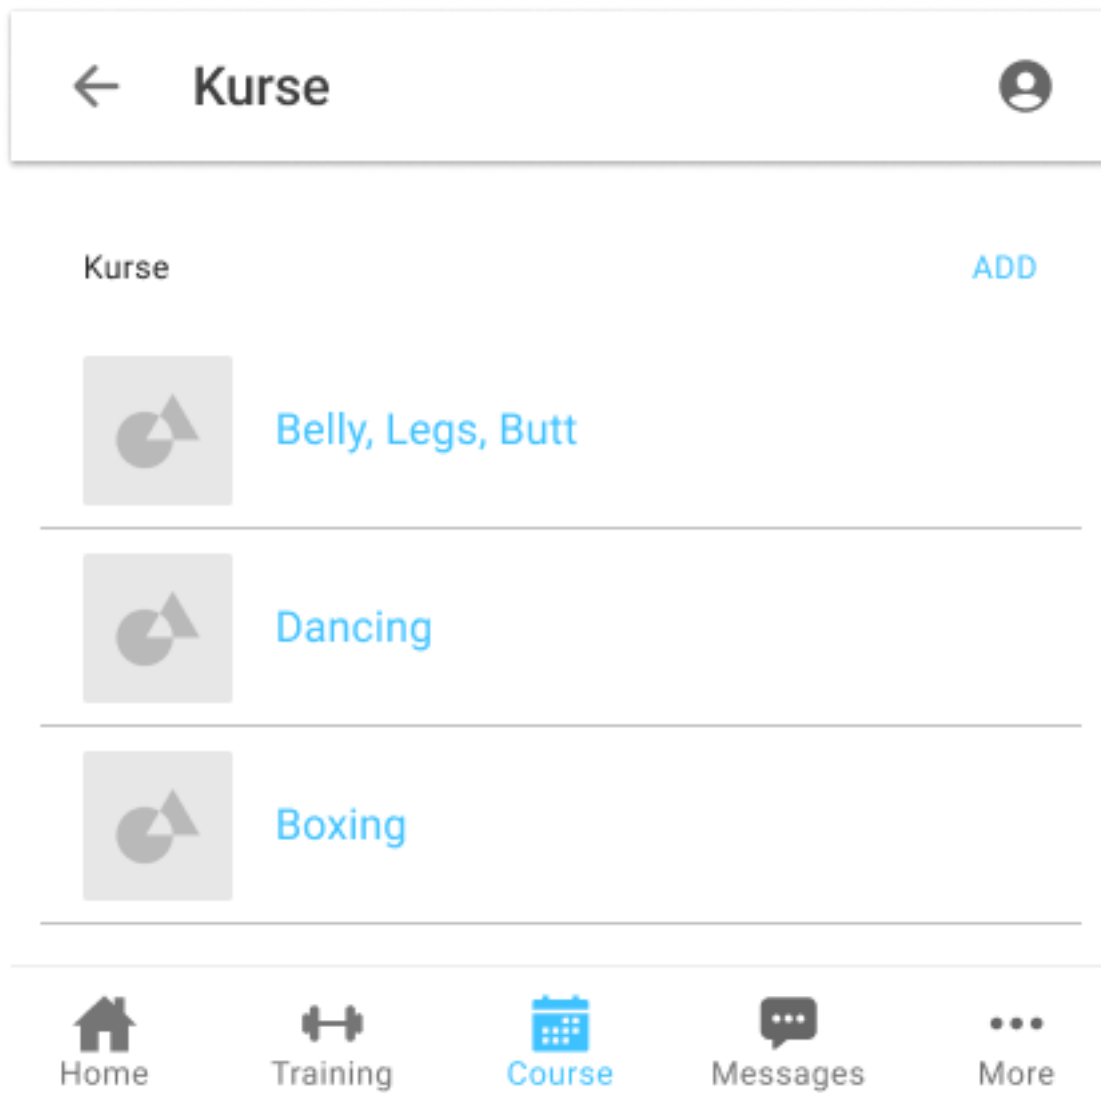 Kurse
Kurse
ADD
Belly, Legs, Butt
Dancing
Boxing
Home
Training
Course
Messages
More